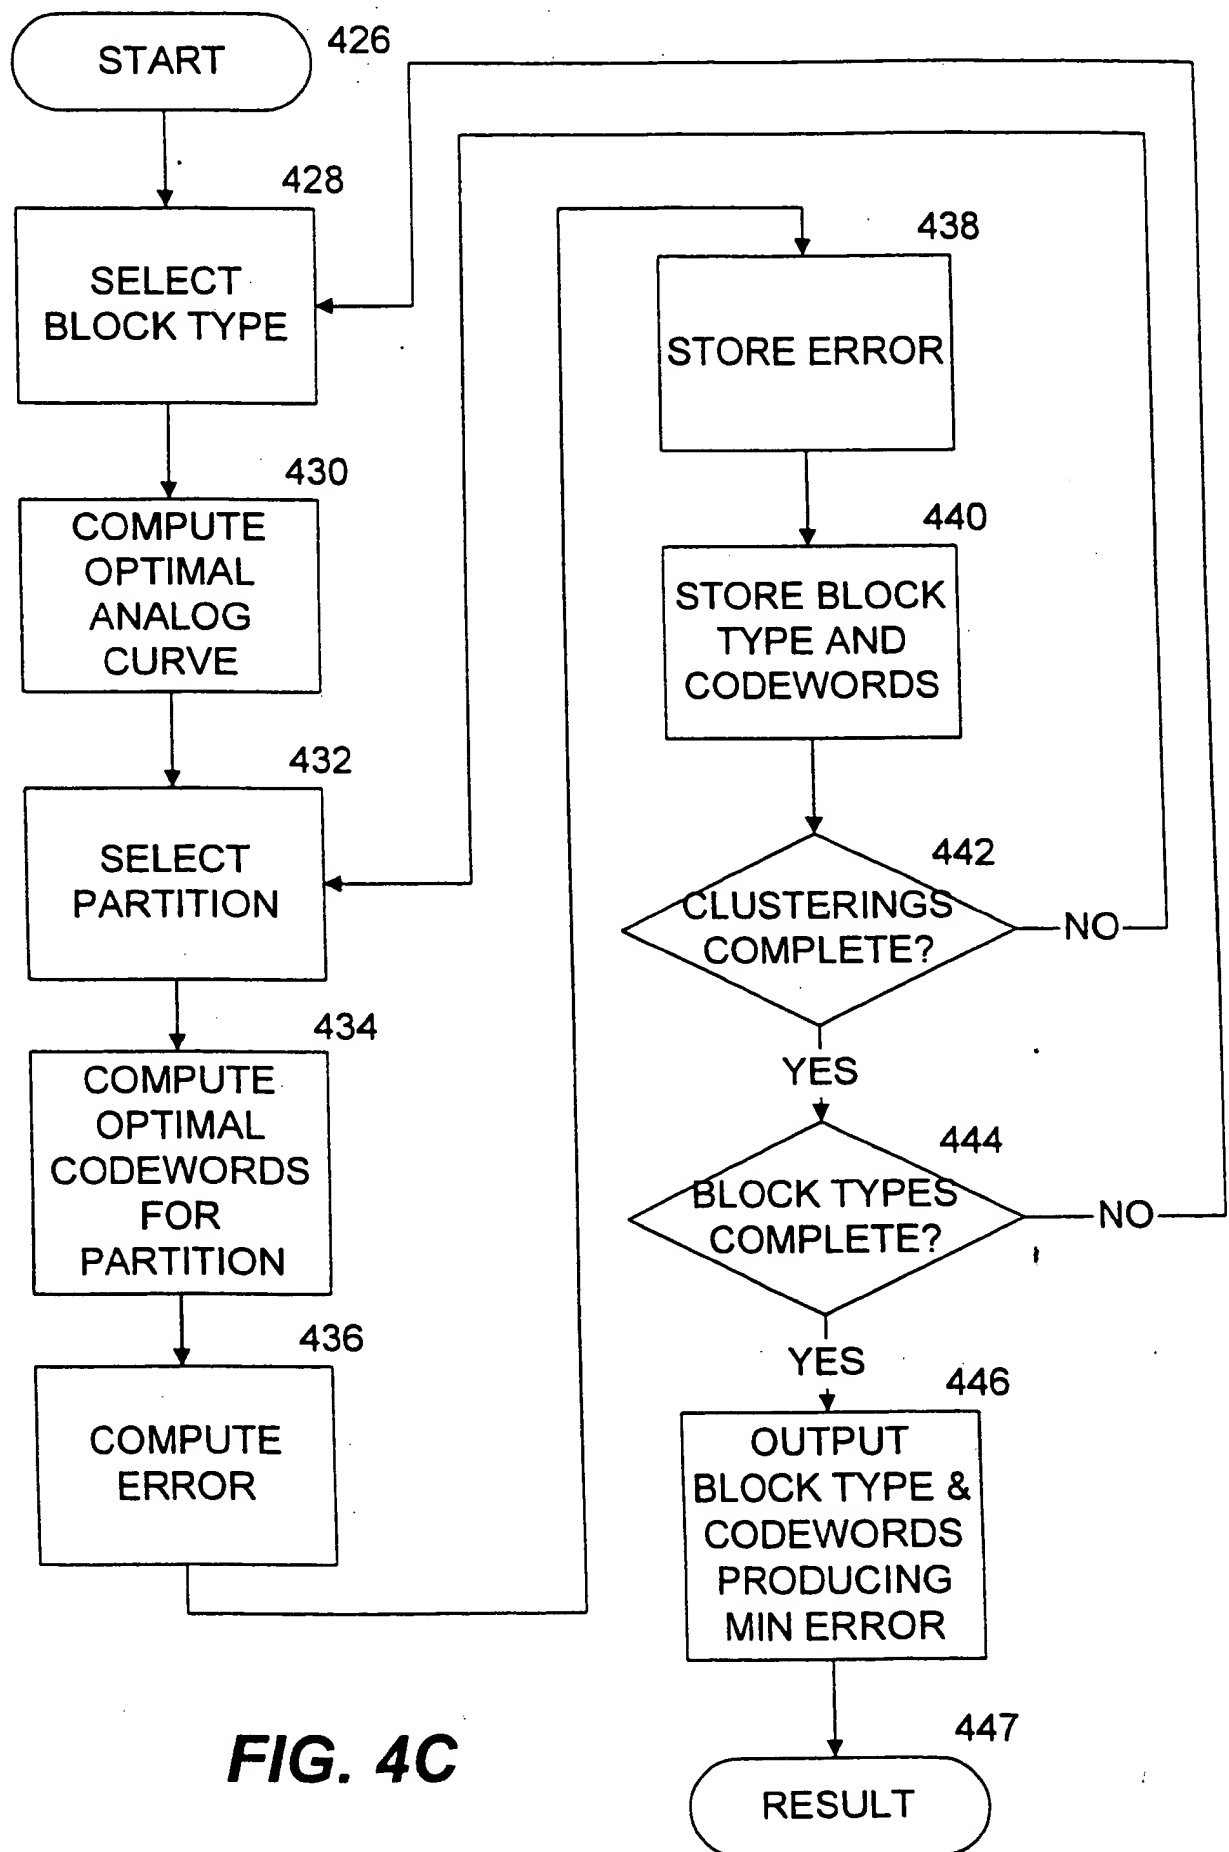 START
426
428
SELECT
BLOCK TYPE
430
COMPUTE
OPTIMAL
ANALOG
CURVE
432
SELECT
PARTITION
434
COMPUTE
OPTIMAL
CODEWORDS
FOR
PARTITION
436
COMPUTE
ERROR
438
STORE ERROR
440
STORE BLOCK
TYPE AND
CODEWORDS
442
CLUSTERINGS
COMPLETE?
NO
YES
444
BLOCK TYPES
COMPLETE?
NO
YES
446
OUTPUT
BLOCK TYPE &
CODEWORDS
PRODUCING
MIN ERROR
447
RESULT
FIG. 4C